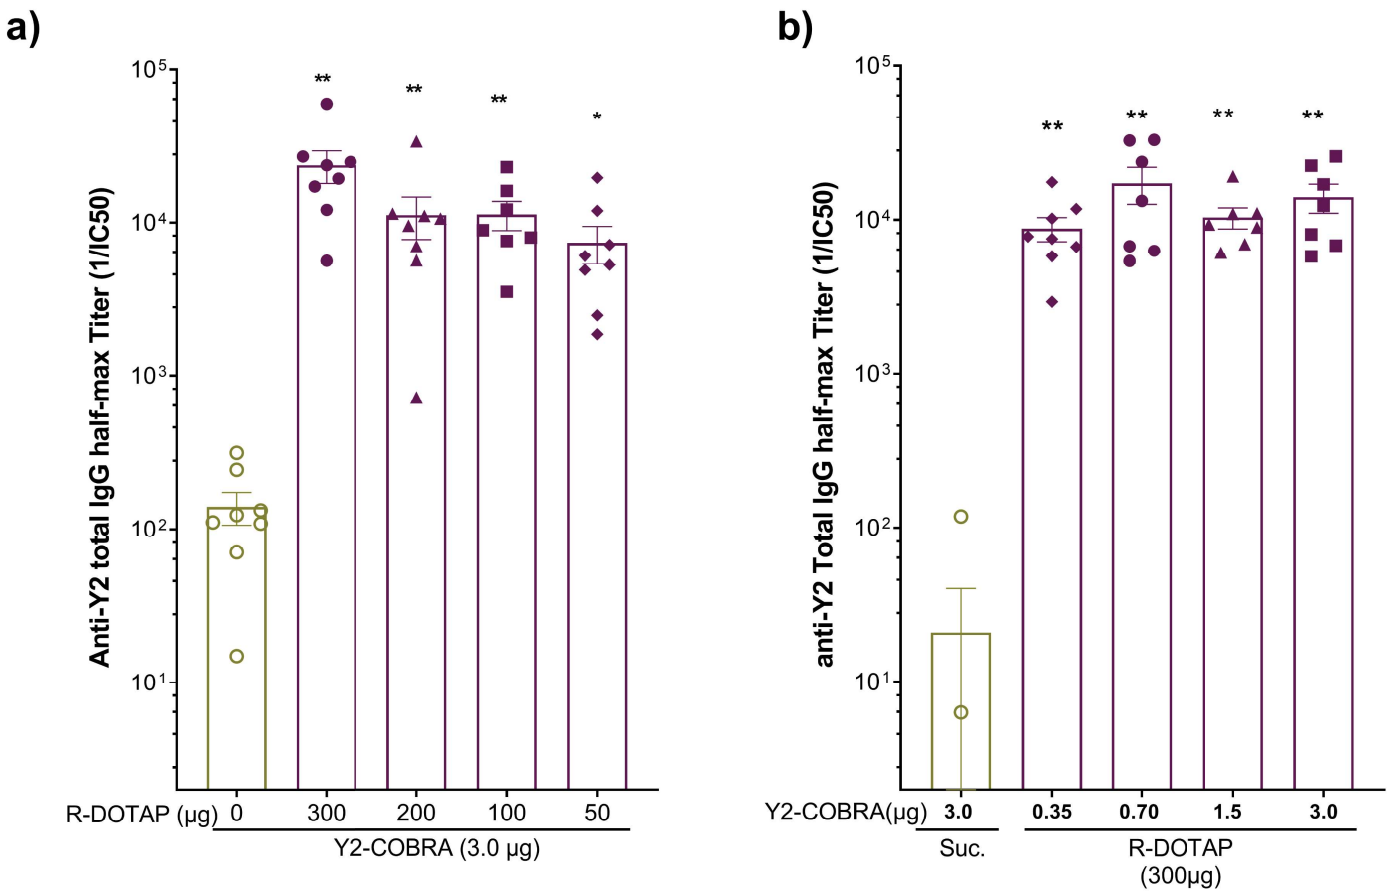 a)
Anti-Y2 total IgG half-max Titer (1/IC50)
10⁵
10⁴
10³
10²
10¹
** ** ** *
R-DOTAP (µg) 0 300 200 100 50
Y2-COBRA (3.0 µg)
b)
anti-Y2 Total IgG half-max Titer (1/IC50)
10⁵
10⁴
10³
10²
10¹
** ** ** **
Y2-COBRA(µg) 3.0 0.35 0.70 1.5 3.0
Suc. R-DOTAP
(300µg)